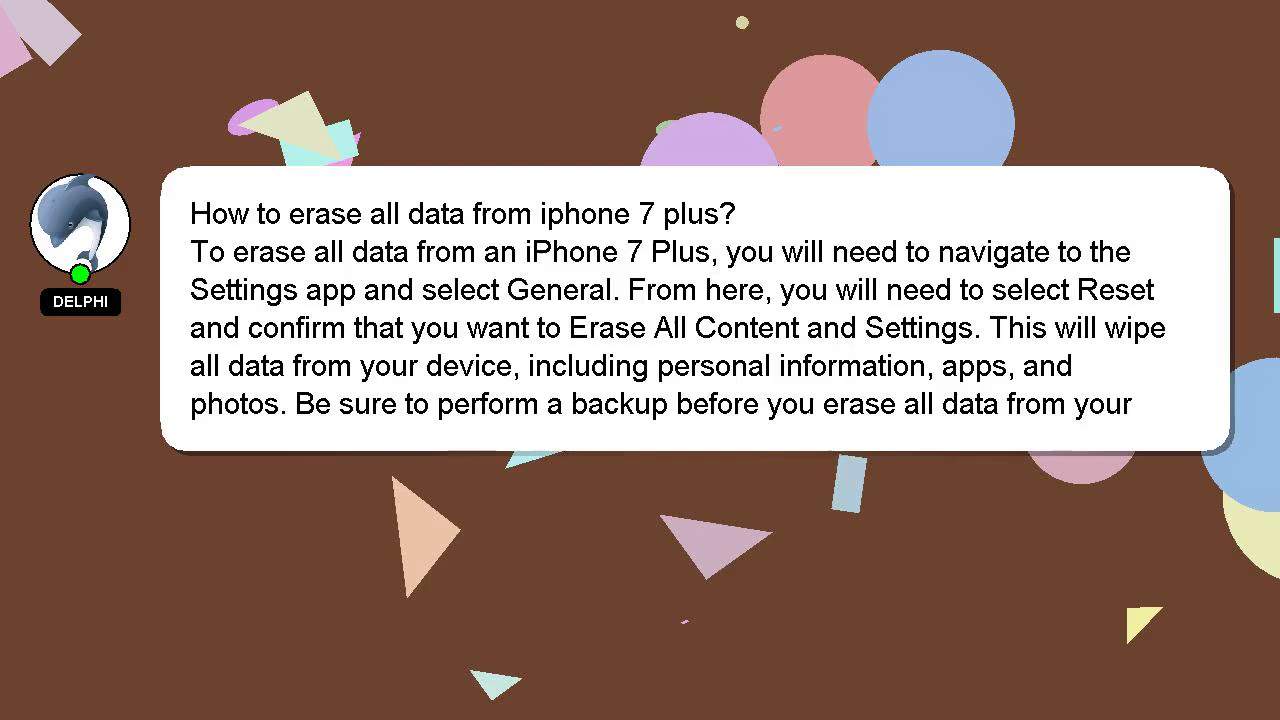 How to erase all data from iphone 7 plus?
To erase all data from an iPhone 7 Plus, you will need to navigate to the
Settings app and select General. From here, you will need to select Reset
and confirm that you want to Erase All Content and Settings. This will wipe
all data from your device, including personal information, apps, and
photos. Be sure to perform a backup before you erase all data from your
DELPHI